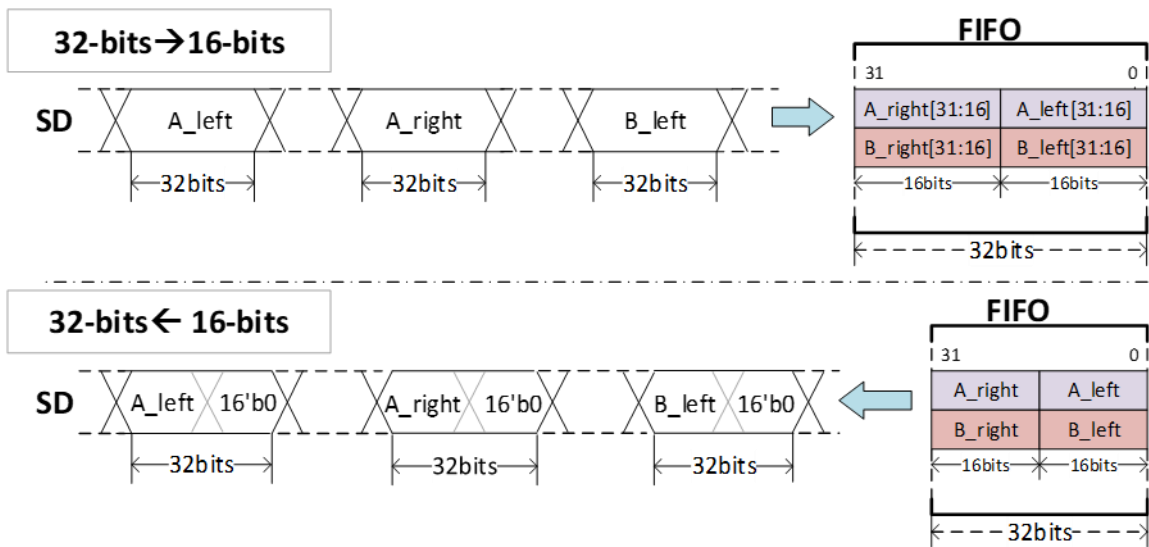 32-bits→16-bits
FIFO
31 0
SD A_left A_right B_left
A_right[31:16] A_left[31:16]
B_right[31:16] B_left[31:16]
32bits 32bits 32bits
16bits 16bits
32bits
32-bits← 16-bits
FIFO
31 0
SD A_left 16'b0 A_right 16'b0 B_left 16'b0
A_right A_left
B_right B_left
32bits 32bits 32bits
16bits 16bits
32bits